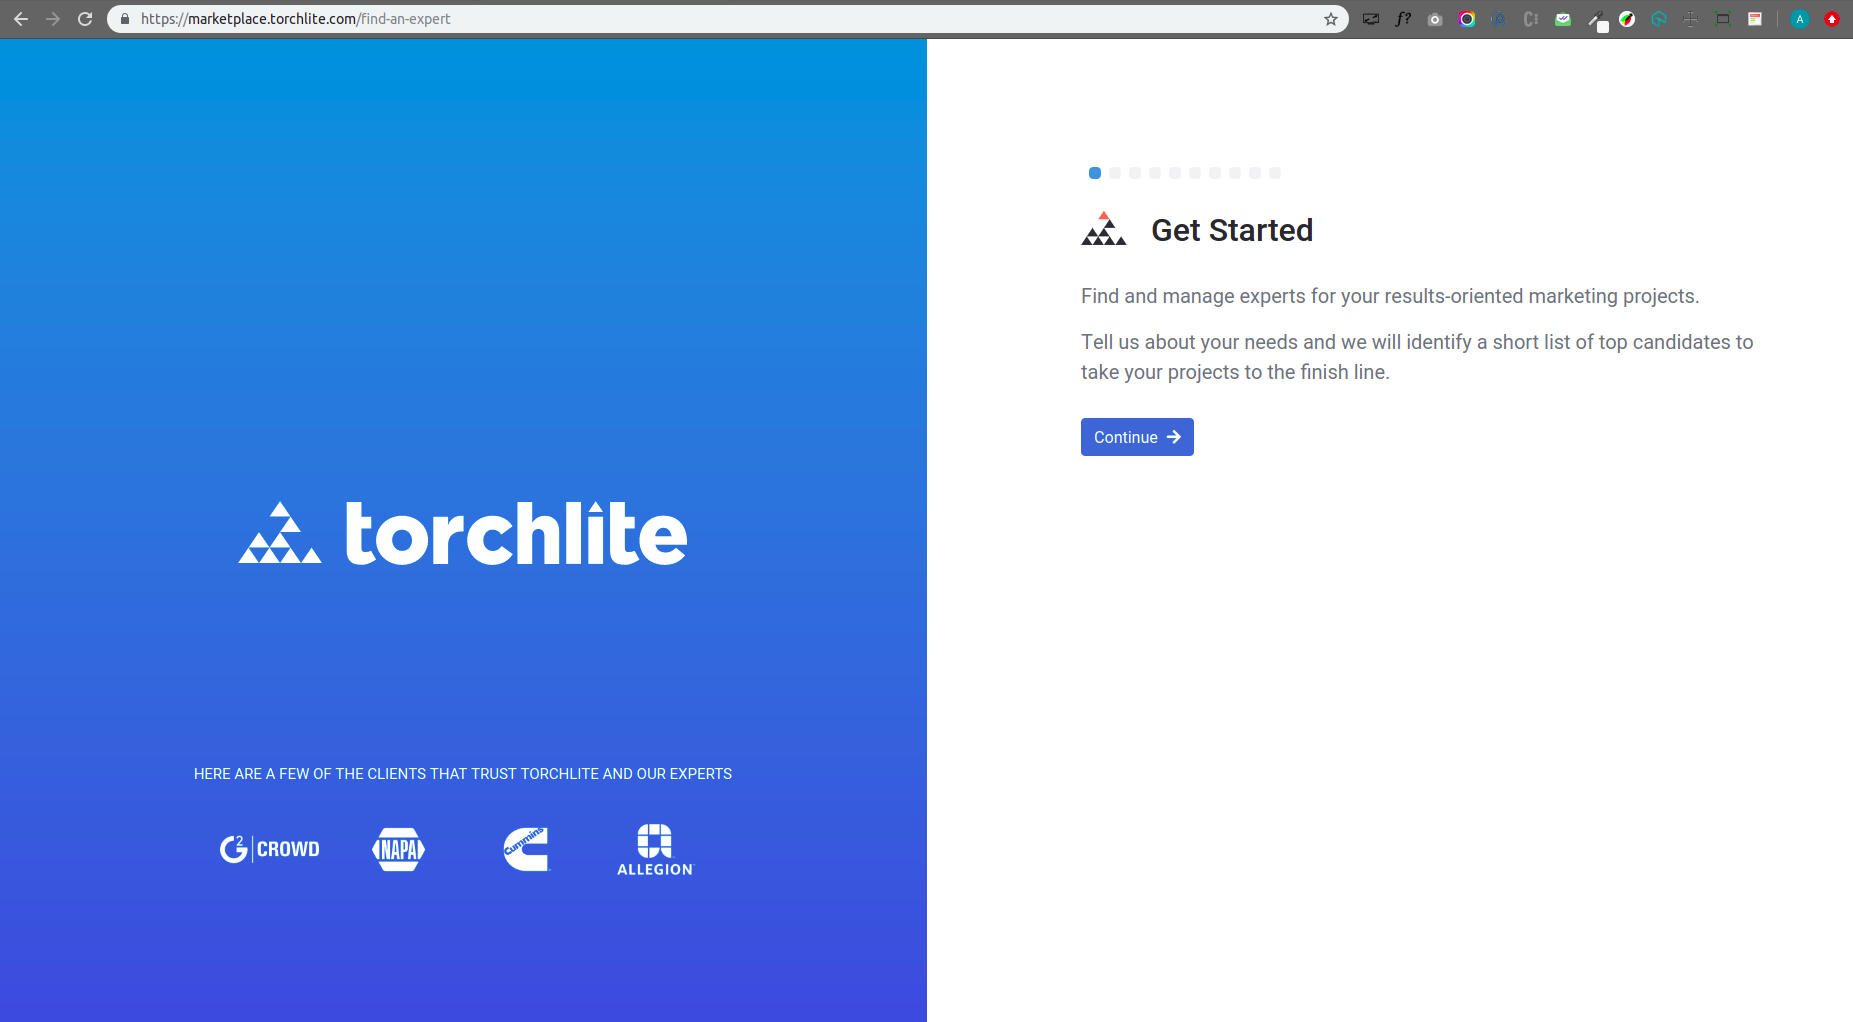 https://marketplace.torchlite.com/find-an-expert
f?
A
torchlite
HERE ARE A FEW OF THE CLIENTS THAT TRUST TORCHLITE AND OUR EXPERTS
G2 | CROWD
NAPA
Cummins
ALLEGION
Get Started
Find and manage experts for your results-oriented marketing projects.
Tell us about your needs and we will identify a short list of top candidates to
take your projects to the finish line.
Continue